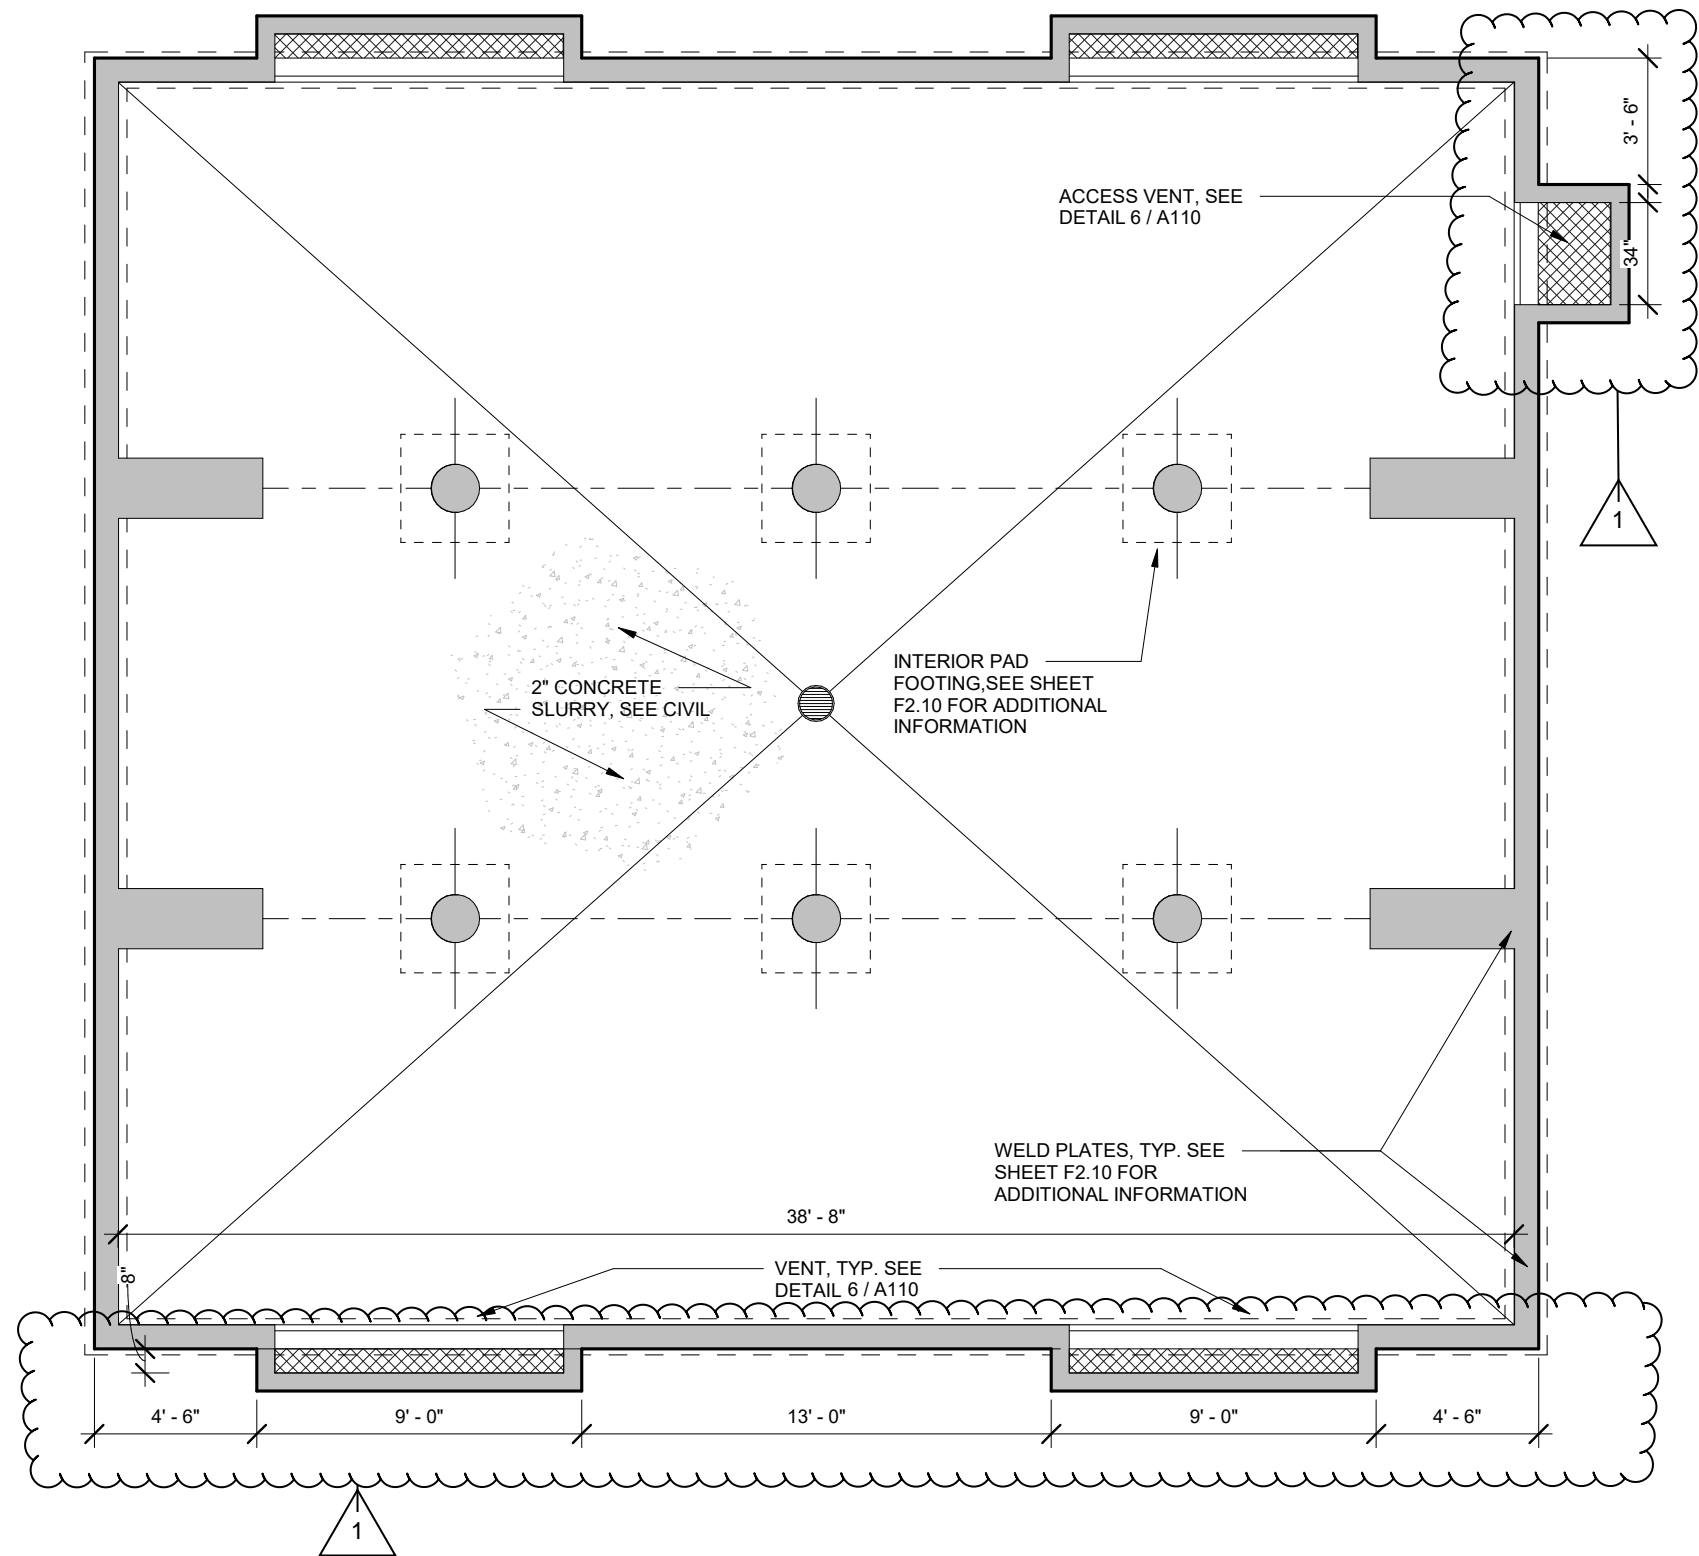 3' - 6"
ACCESS VENT, SEE
DETAIL 6 / A110
34"
1
INTERIOR PAD
FOOTING,SEE SHEET
F2.10 FOR ADDITIONAL
INFORMATION
2" CONCRETE
SLURRY, SEE CIVIL
WELD PLATES, TYP. SEE
SHEET F2.10 FOR
ADDITIONAL INFORMATION
38' - 8"
8"
VENT, TYP. SEE
DETAIL 6 / A110
4' - 6"
9' - 0"
13' - 0"
9' - 0"
4' - 6"
1